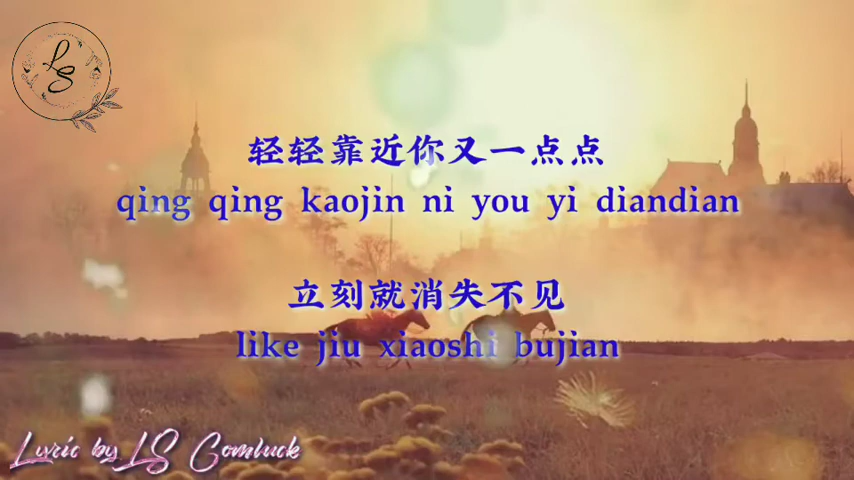 LS
轻轻靠近你又一点点
qing qing kaojin ni you yi diandian
立刻就消失不见
like jiu xiaoshi bujian
Lyric by LS Comluck